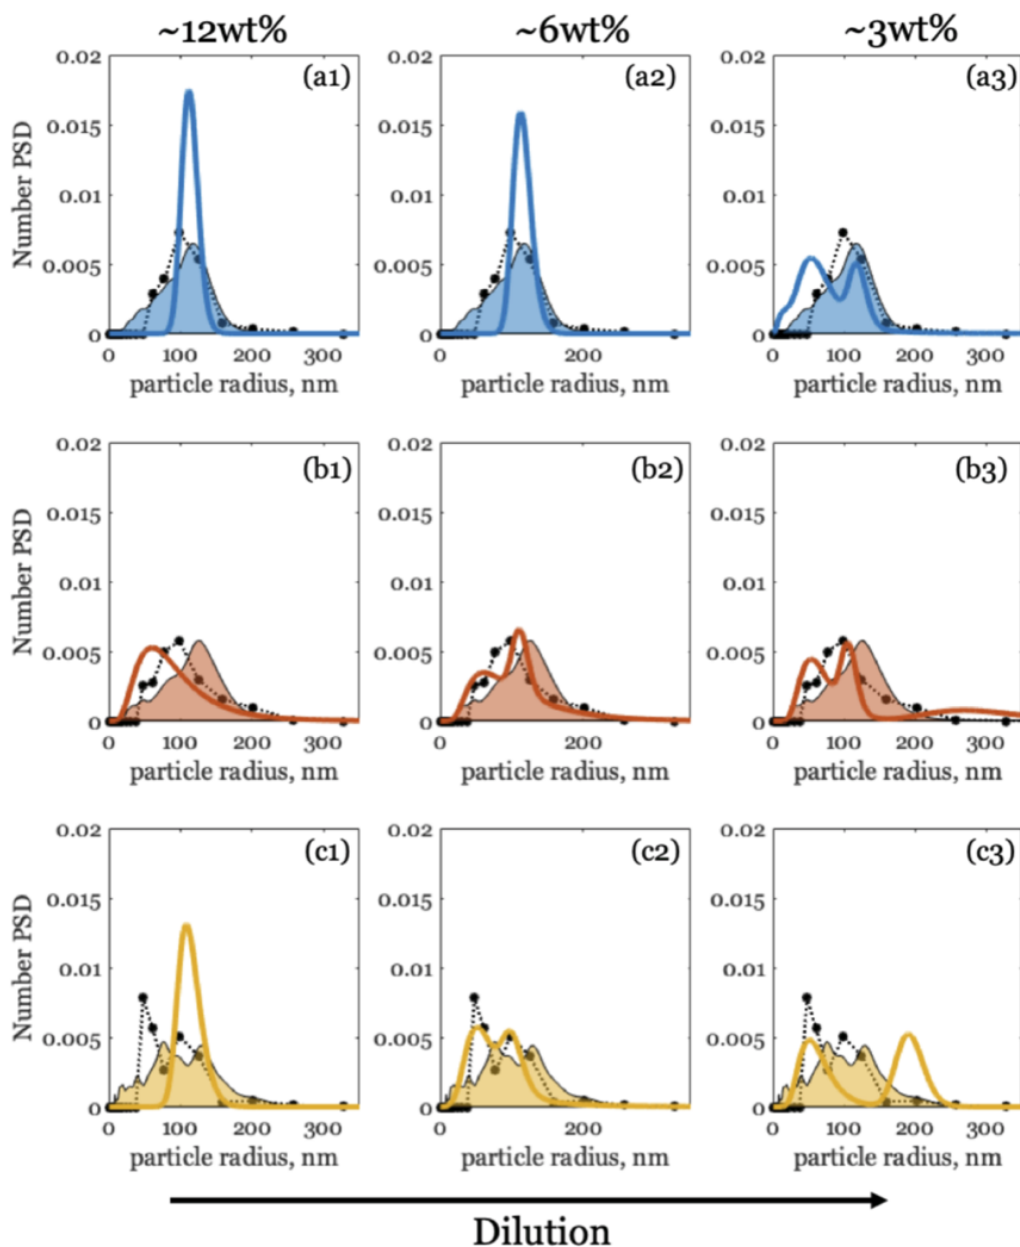 ~12wt% ~6wt% ~3wt%
0.02 (a1) 0.02 (a2) 0.02 (a3)
0.015 0.015 0.015
Number PSD
0.01 0.01 0.01
0.005 0.005 0.005
0 0 0
0 100 200 300 0 200 0 100 200 300
particle radius, nm particle radius, nm particle radius, nm
0.02 (b1) 0.02 (b2) 0.02 (b3)
0.015 0.015 0.015
Number PSD
0.01 0.01 0.01
0.005 0.005 0.005
0 0 0
0 100 200 300 0 200 0 100 200 300
particle radius, nm particle radius, nm particle radius, nm
0.02 (c1) 0.02 (c2) 0.02 (c3)
0.015 0.015 0.015
Number PSD
0.01 0.01 0.01
0.005 0.005 0.005
0 0 0
0 100 200 300 0 200 0 100 200 300
particle radius, nm particle radius, nm particle radius, nm
Dilution